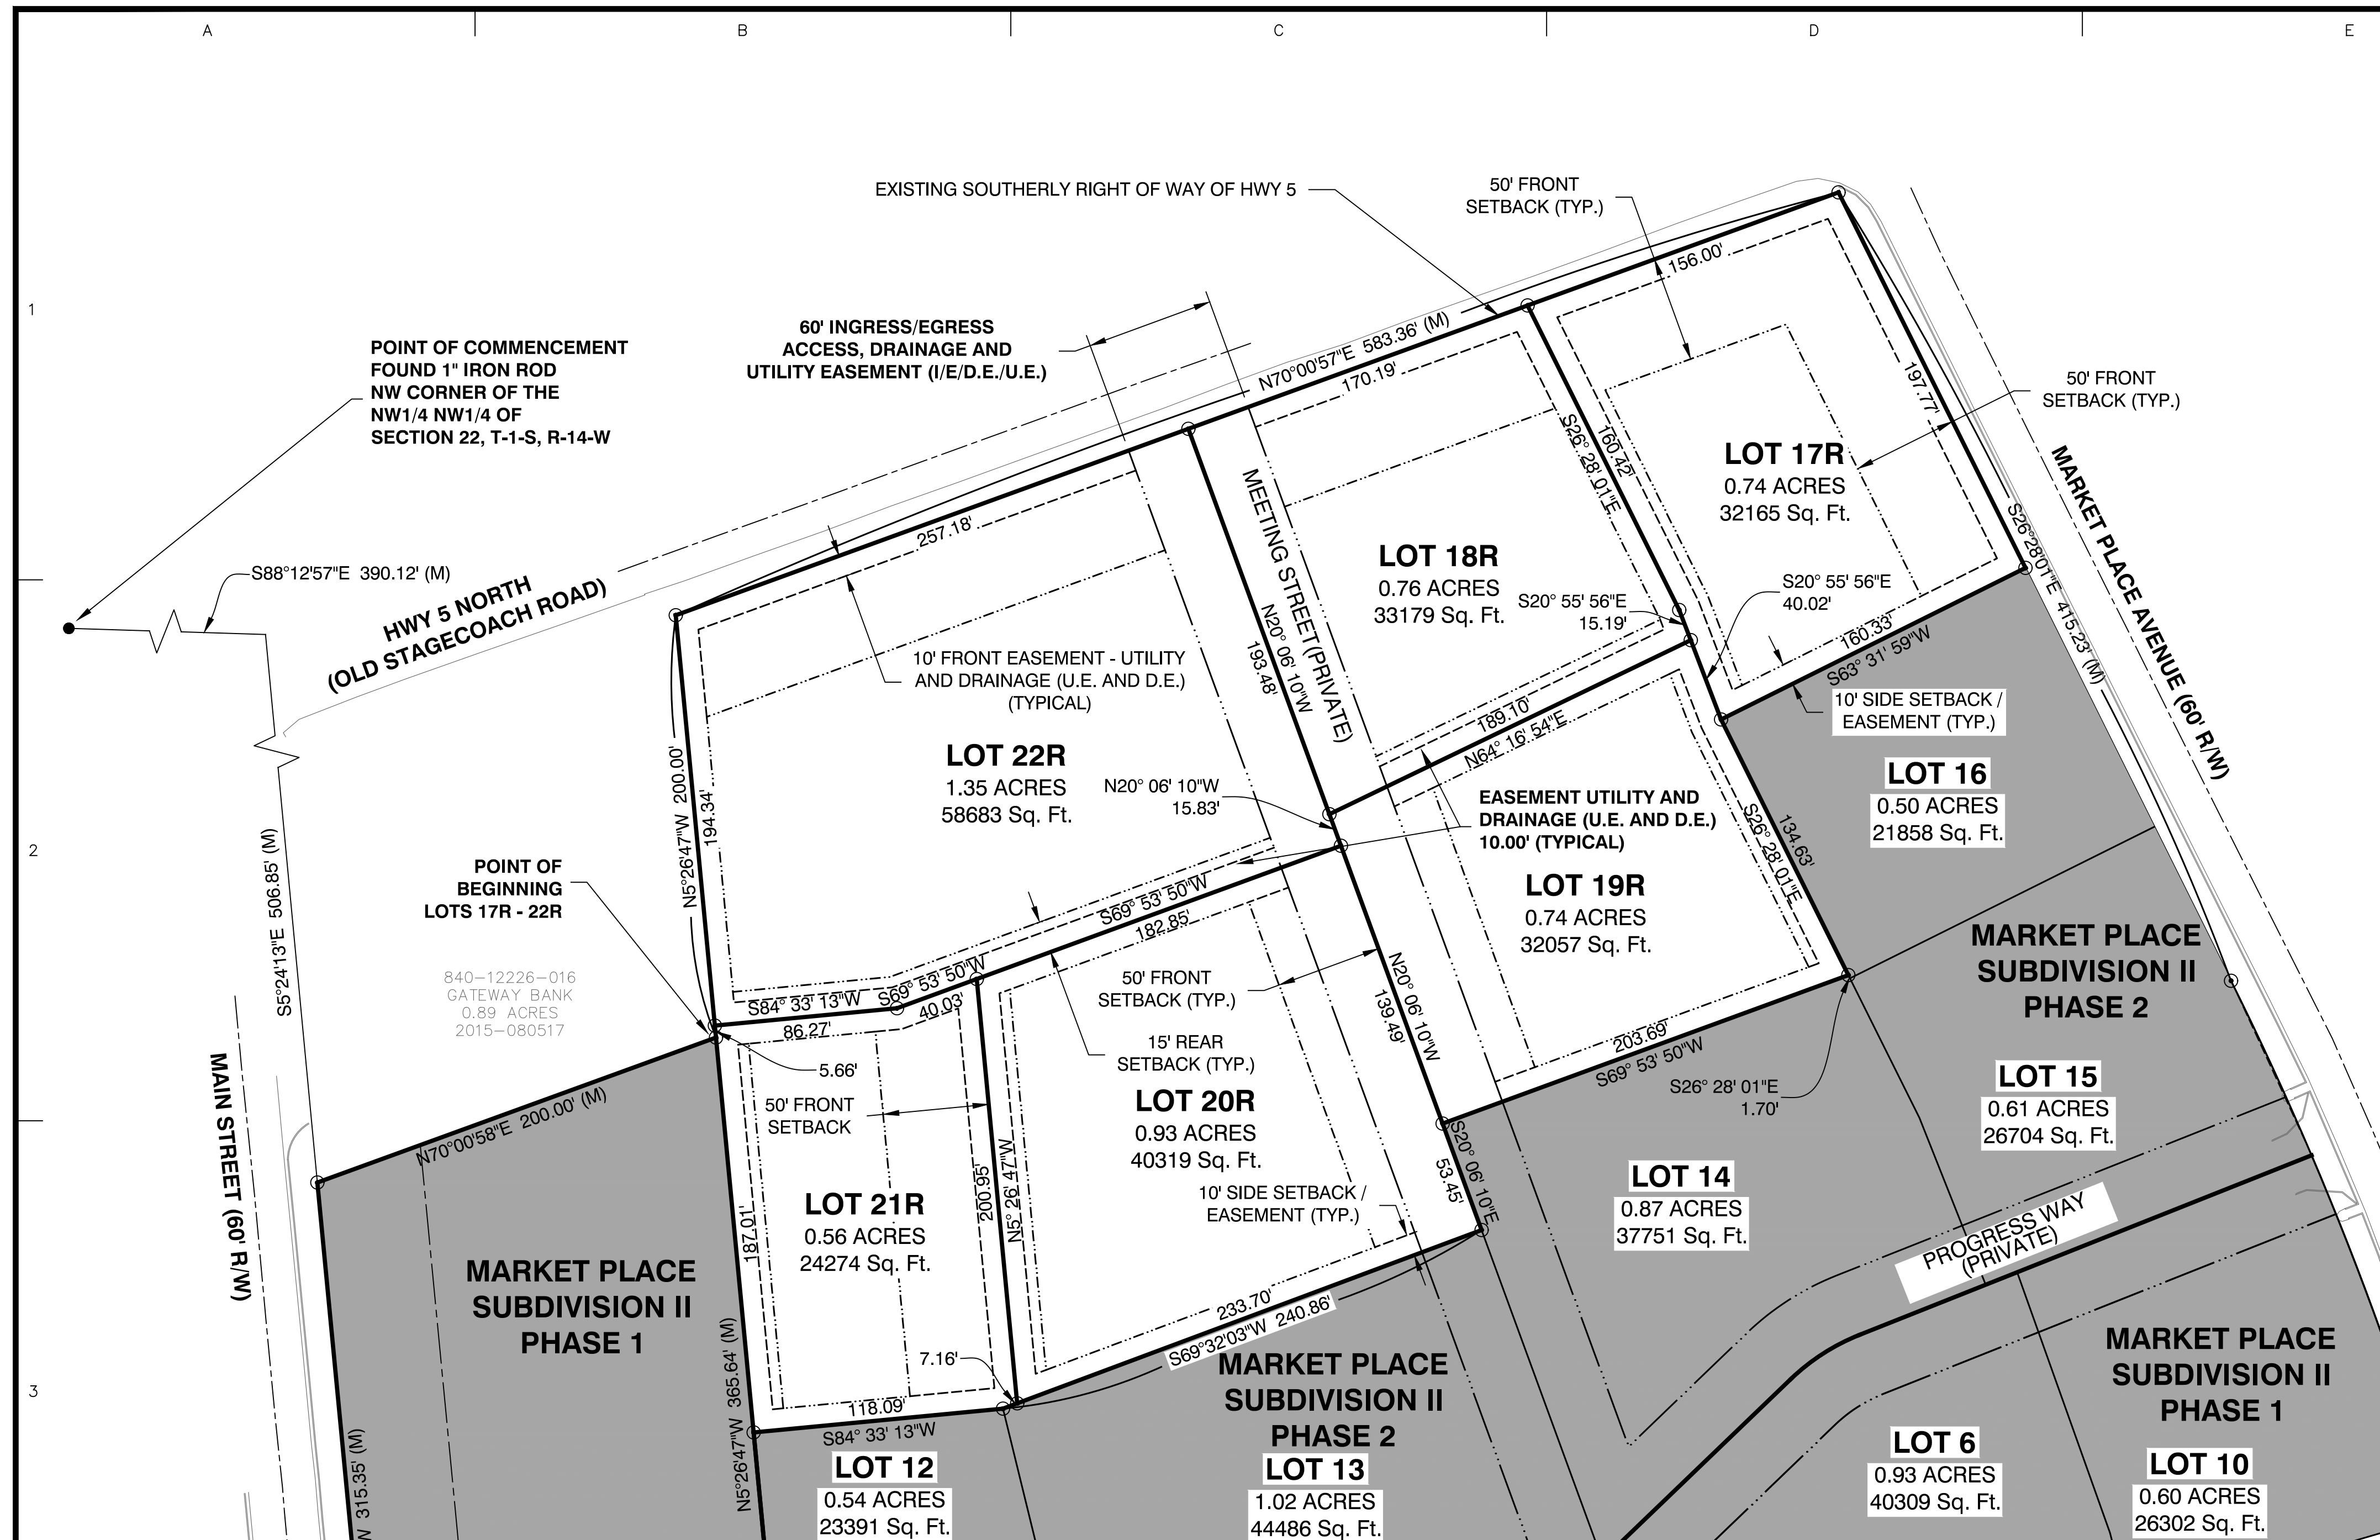 A
B
C
D
E
1
2
3
EXISTING SOUTHERLY RIGHT OF WAY OF HWY 5
50' FRONT
SETBACK (TYP.)
60' INGRESS/EGRESS
ACCESS, DRAINAGE AND
UTILITY EASEMENT (I/E/D.E./U.E.)
POINT OF COMMENCEMENT
FOUND 1" IRON ROD
NW CORNER OF THE
NW1/4 NW1/4 OF
SECTION 22, T-1-S, R-14-W
S88°12'57"E 390.12' (M)
HWY 5 NORTH
(OLD STAGECOACH ROAD)
N70°00'57"E 583.36' (M)
156.00'
170.19'
257.18'
197.77'
50' FRONT
SETBACK (TYP.)
MARKET PLACE AVENUE (60' R/W)
S26°28'01"E 415.23' (M)
LOT 17R
0.74 ACRES
32165 Sq. Ft.
160.42'
S26° 28' 01"E
LOT 18R
0.76 ACRES
33179 Sq. Ft.
S20° 55' 56"E
15.19'
S20° 55' 56"E
40.02'
160.33'
S63° 31' 59"W
10' SIDE SETBACK /
EASEMENT (TYP.)
MEETING STREET(PRIVATE)
N20° 06' 10"W
193.48'
10' FRONT EASEMENT - UTILITY
AND DRAINAGE (U.E. AND D.E.)
(TYPICAL)
LOT 22R
1.35 ACRES
58683 Sq. Ft.
N20° 06' 10"W
15.83'
189.10'
N64° 16' 54"E
EASEMENT UTILITY AND
DRAINAGE (U.E. AND D.E.)
10.00' (TYPICAL)
LOT 16
0.50 ACRES
21858 Sq. Ft.
N5°26'47"W 200.00'
194.34'
S5°24'13"E 506.85' (M)
POINT OF
BEGINNING
LOTS 17R - 22R
840-12226-016
GATEWAY BANK
0.89 ACRES
2015-080517
S69° 53' 50"W
182.85'
S69° 53' 50"W
40.03'
S84° 33' 13"W
86.27'
5.66'
LOT 19R
0.74 ACRES
32057 Sq. Ft.
134.63'
S26° 28' 01"E
MARKET PLACE
SUBDIVISION II
PHASE 2
50' FRONT
SETBACK (TYP.)
15' REAR
SETBACK (TYP.)
N20° 06' 10"W
139.49'
203.69'
S69° 53' 50"W
S26° 28' 01"E
1.70'
LOT 15
0.61 ACRES
26704 Sq. Ft.
MAIN STREET (60' R/W)
N70°00'58"E 200.00' (M)
50' FRONT
SETBACK
LOT 20R
0.93 ACRES
40319 Sq. Ft.
10' SIDE SETBACK /
EASEMENT (TYP.)
S20° 06' 10"E
53.45'
LOT 14
0.87 ACRES
37751 Sq. Ft.
PROGRESS WAY
(PRIVATE)
LOT 21R
0.56 ACRES
24274 Sq. Ft.
187.01'
200.95'
N5° 26' 47"W
MARKET PLACE
SUBDIVISION II
PHASE 1
233.70'
S69°32'03"W 240.86'
7.16'
118.09'
S84° 33' 13"W
N5°26'47"W 365.64' (M)
W 315.35' (M)
MARKET PLACE
SUBDIVISION II
PHASE 2
MARKET PLACE
SUBDIVISION II
PHASE 1
LOT 12
0.54 ACRES
23391 Sq. Ft.
LOT 13
1.02 ACRES
44486 Sq. Ft.
LOT 6
0.93 ACRES
40309 Sq. Ft.
LOT 10
0.60 ACRES
26302 Sq. Ft.